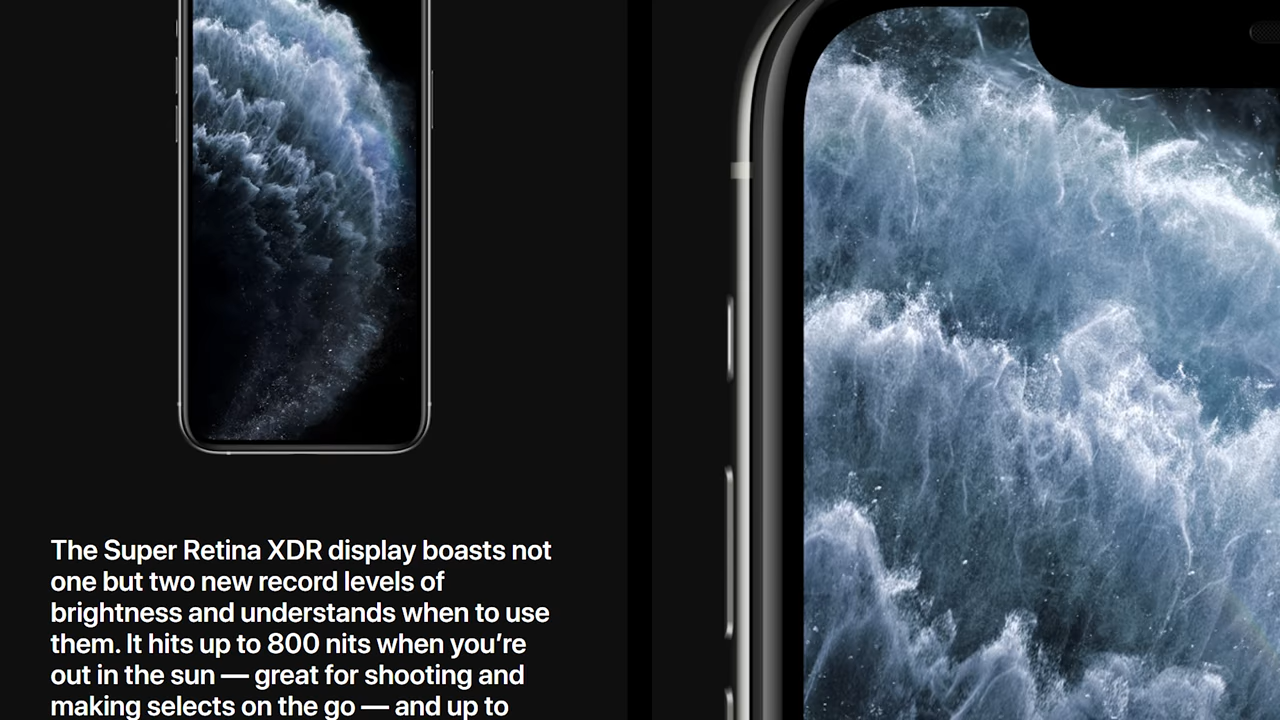 The Super Retina XDR display boasts not
one but two new record levels of
brightness and understands when to use
them. It hits up to 800 nits when you’re
out in the sun — great for shooting and
making selects on the go — and up to